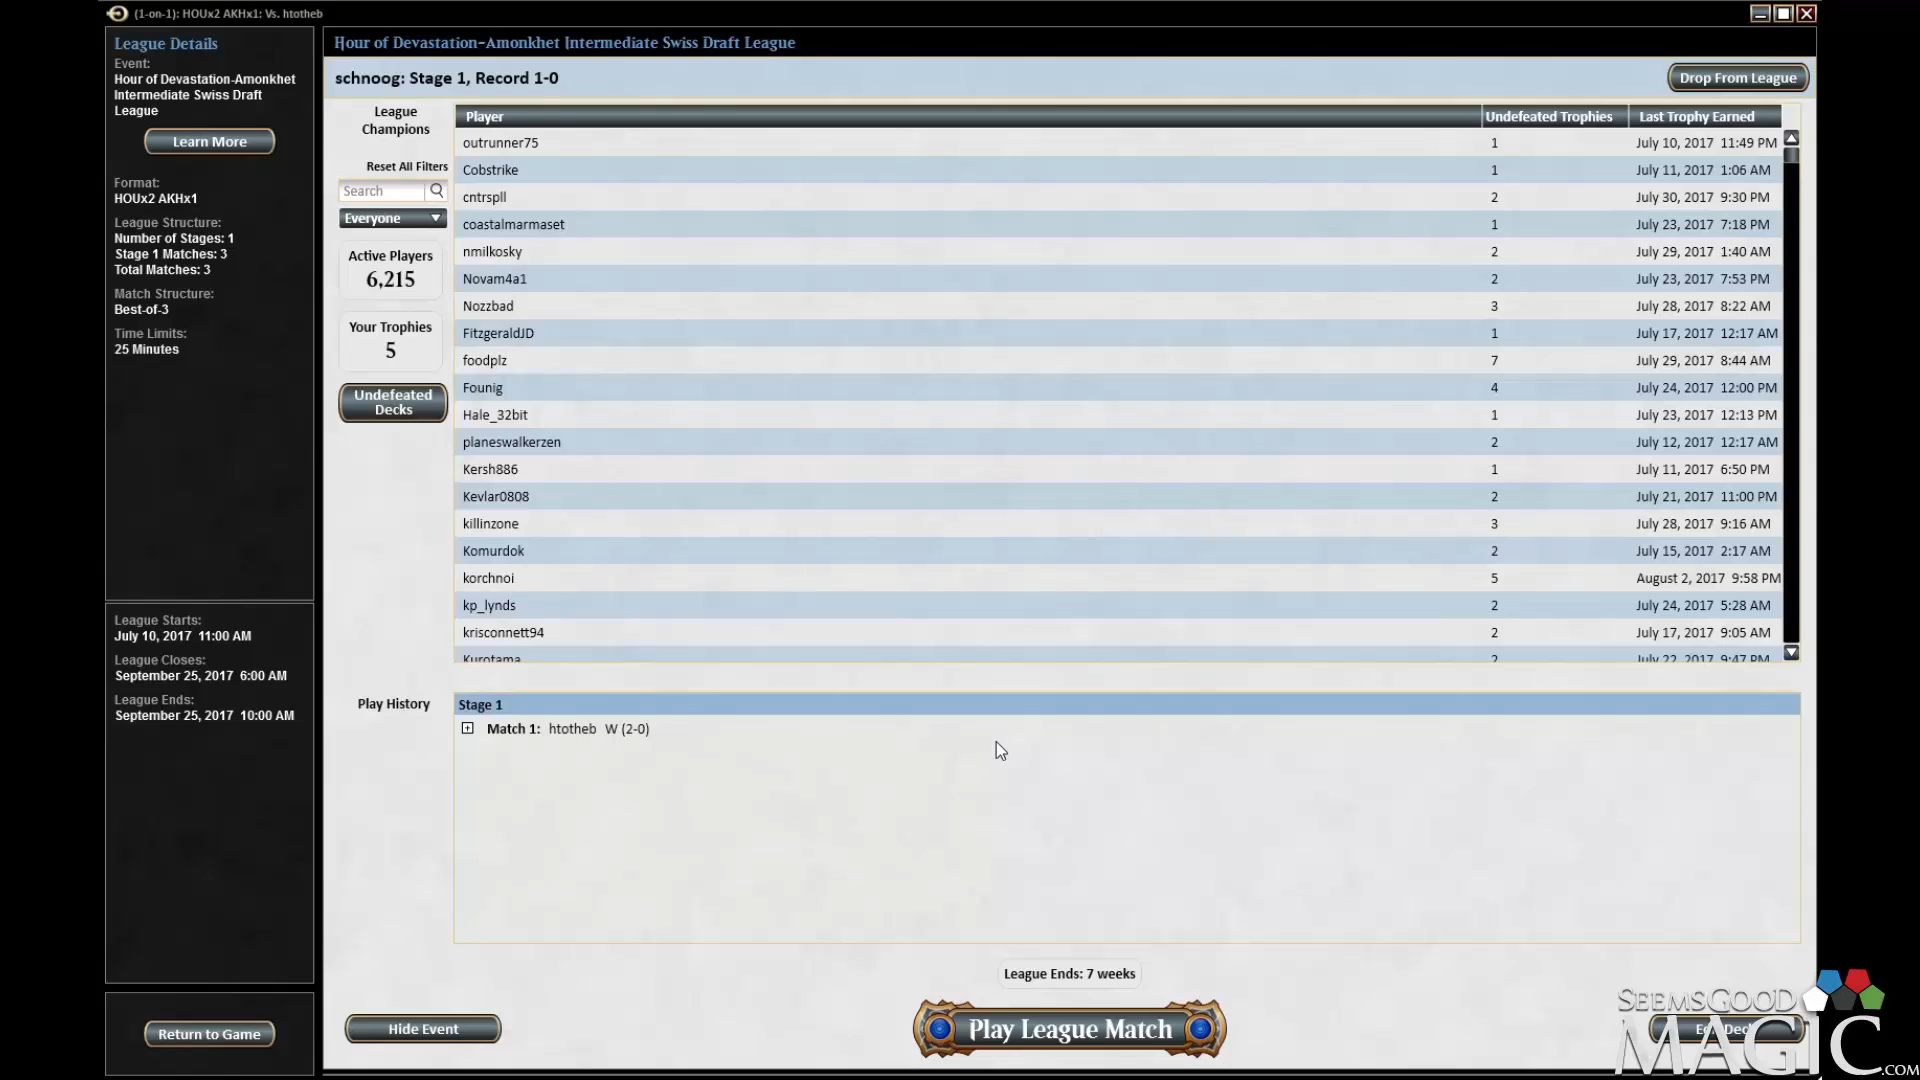 (1-on-1): HOUx2 AKHx1: Vs. htotheb
League Details
Event:
Hour of Devastation-Amonkhet
Intermediate Swiss Draft
League
Learn More
Format:
HOUx2 AKHx1
League Structure:
Number of Stages: 1
Stage 1 Matches: 3
Total Matches: 3
Match Structure:
Best-of-3
Time Limits:
25 Minutes
League Starts:
July 10, 2017 11:00 AM
League Closes:
September 25, 2017 6:00 AM
League Ends:
September 25, 2017 10:00 AM
Return to Game
Hour of Devastation-Amonkhet Intermediate Swiss Draft League
schnoog: Stage 1, Record 1-0
Drop From League
League
Champions
Reset All Filters
Search
Everyone
Active Players
6,215
Your Trophies
5
Undefeated
Decks
Player Undefeated Trophies Last Trophy Earned
outrunner75 1 July 10, 2017 11:49 PM
Cobstrike 1 July 11, 2017 1:06 AM
cntrspll 2 July 30, 2017 9:30 PM
coastalmarmaset 1 July 23, 2017 7:18 PM
nmilkosky 2 July 29, 2017 1:40 AM
Novam4a1 2 July 23, 2017 7:53 PM
Nozzbad 3 July 28, 2017 8:22 AM
FitzgeraldJD 1 July 17, 2017 12:17 AM
foodplz 7 July 29, 2017 8:44 AM
Founig 4 July 24, 2017 12:00 PM
Hale_32bit 1 July 23, 2017 12:13 PM
planeswalkerzen 2 July 12, 2017 12:17 AM
Kersh886 1 July 11, 2017 6:50 PM
Kevlar0808 2 July 21, 2017 11:00 PM
killinzone 3 July 28, 2017 9:16 AM
Komurdok 2 July 15, 2017 2:17 AM
korchnoi 5 August 2, 2017 9:58 PM
kp_lynds 2 July 24, 2017 5:28 AM
krisconnett94 2 July 17, 2017 9:05 AM
Kurotama 2 July 22, 2017 9:47 PM
Play History
Stage 1
Match 1: htotheb W (2-0)
League Ends: 7 weeks
Hide Event
Play League Match
SEEMSGOOD
MAGIC.COM